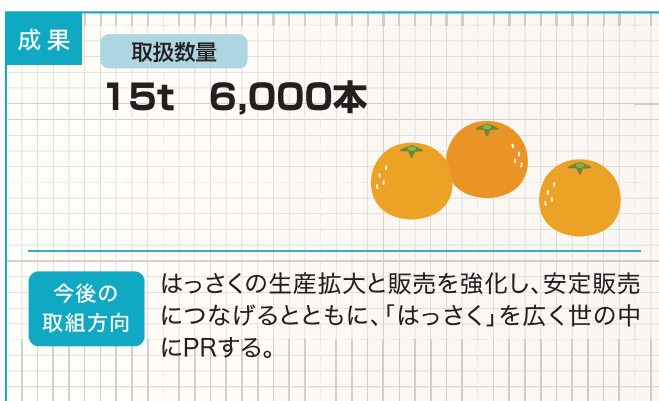 成果
取扱数量
15t 6,000本
今後の
取組方向
はっさくの生産拡大と販売を強化し、安定販売
につなげるとともに、「はっさく」を広く世の中
にPRする。